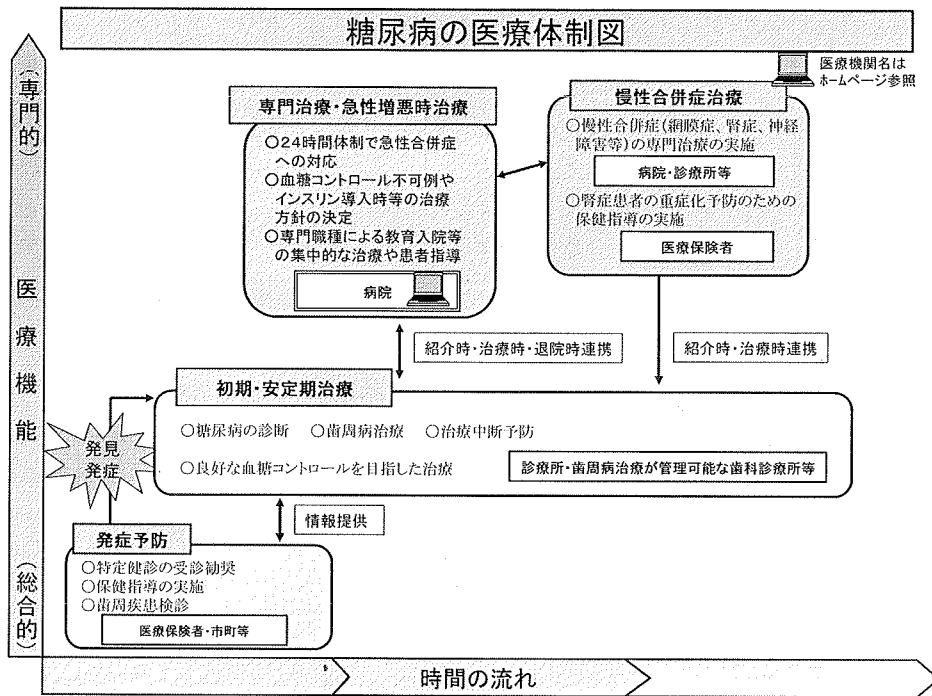 糖尿病の医療体制図
医療機関名は
ホームページ参照
(専門的)
医療機能
(総合的)
専門治療・急性増悪時治療
○24時間体制で急性合併症
への対応
○血糖コントロール不可例や
インスリン導入時等の治療
方針の決定
○専門職種による教育入院等
の集中的な治療や患者指導
病院
慢性合併症治療
○慢性合併症(網膜症、腎症、神経
障害等)の専門治療の実施
病院・診療所等
○腎症患者の重症化予防のための
保健指導の実施
医療保険者
紹介時・治療時・退院時連携
紹介時・治療時連携
初期・安定期治療
○糖尿病の診断 ○歯周病治療 ○治療中断予防
○良好な血糖コントロールを目指した治療
診療所・歯周病治療が管理可能な歯科診療所等
発見
発症
情報提供
発症予防
○特定健診の受診勧奨
○保健指導の実施
○歯周疾患検診
医療保険者・市町等
時間の流れ